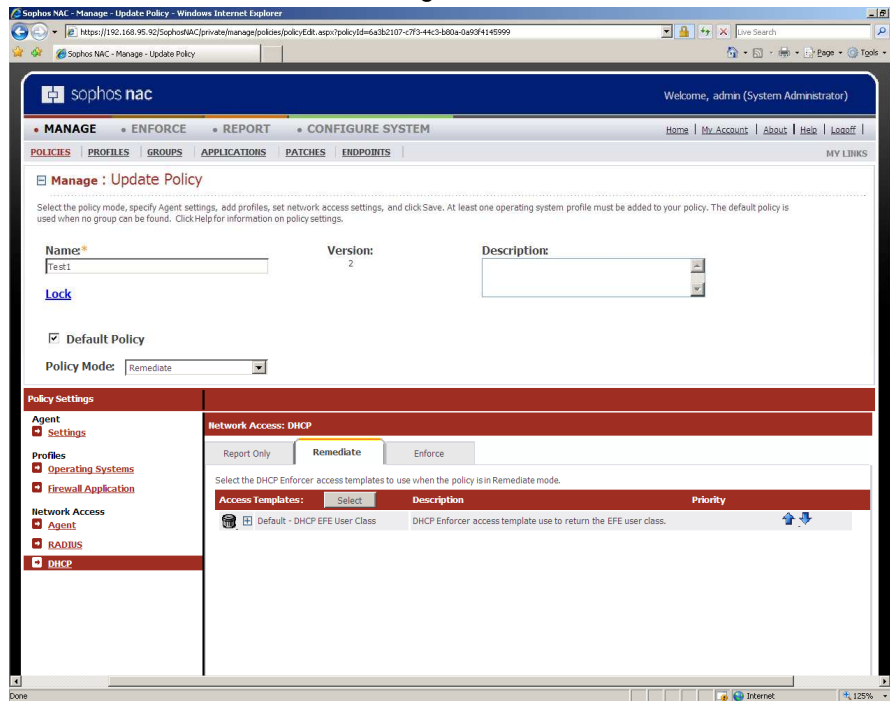 Sophos NAC - Manage - Update Policy - Windows Internet Explorer
https://192.168.95.92/SophosNAC/private/manage/policies/policyEdit.aspx?policyId=6a3b2107-c7f3-44c3-b80a-0a93f4145999
Live Search
Sophos NAC - Manage - Update Policy
Page
Tools
sophos nac
Welcome, admin (System Administrator)
• MANAGE • ENFORCE • REPORT • CONFIGURE SYSTEM
Home | My Account | About | Help | Logoff |
POLICIES | PROFILES | GROUPS | APPLICATIONS | PATCHES | ENDPOINTS |
MY LINKS
Manage : Update Policy
Select the policy mode, specify Agent settings, add profiles, set network access settings, and click Save. At least one operating system profile must be added to your policy. The default policy is
used when no group can be found. Click Help for information on policy settings.
Name:* Version: Description:
Test1 2
Lock
Default Policy
Policy Mode: Remediate
Policy Settings
Agent
Settings
Profiles
Operating Systems
Firewall Application
Network Access
Agent
RADIUS
DHCP
Network Access: DHCP
Report Only Remediate Enforce
Select the DHCP Enforcer access templates to use when the policy is in Remediate mode.
Access Templates: Select Description Priority
Default - DHCP EFE User Class DHCP Enforcer access template use to return the EFE user class.
Done Internet 125%